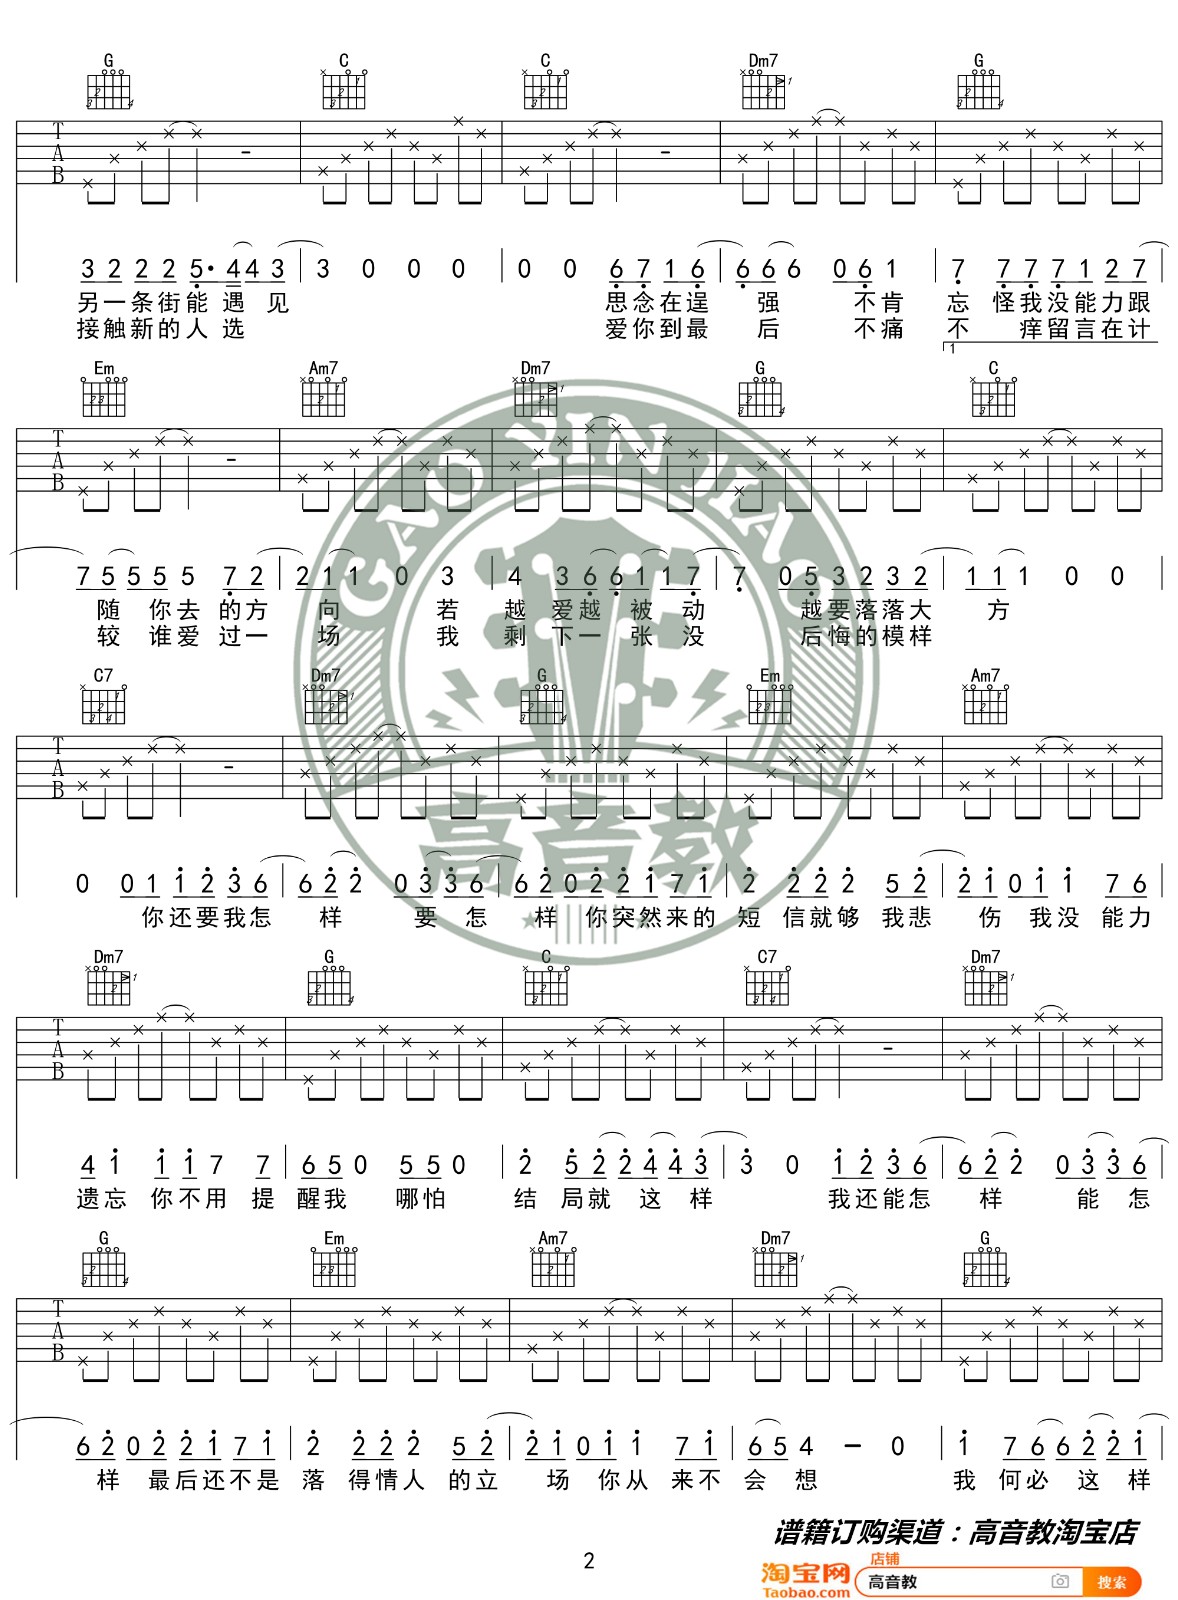 G C C Dm7 G
T A B
3 2 2 2 5· 4 4 3 | 3 0 0 0 | 0 0 6 7 1 6 | 6 6 6 0 6 1 | 7 7 7 7 1 2 7
另一条街能遇见 思念在逞强 不肯忘 怪我没能力跟
接触新的人选 爱你到最后 不痛不痒留言在计
1
Em Am7 Dm7 G C
T A B
7 5 5 5 5 7 2 | 2 1 1 0 3 | 4 3 6 6 1 1 7 | 7 0 5 3 2 3 2 | 1 1 1 0 0
随你去的方向 若越爱越被动 越要落落大方
较谁爱过一场 我剩下一张没 后悔的模样
GAO YIN JIAO
C7 Dm7 G Em Am7
T A B
高音教
0 0 1 1 2 3 6 | 6 2 2 0 3 3 6 | 6 2 0 2 2 1 7 1 | 2 2 2 2 5 2 | 2 1 0 1 1 7 6
你还要我怎样 要怎样 你突然来的短信就够我悲伤 我没能力
Dm7 G C C7 Dm7
T A B
4 1 1 1 7 7 | 6 5 0 5 5 0 | 2 5 2 2 4 4 3 | 3 0 1 2 3 6 | 6 2 2 0 3 3 6
遗忘你不用提醒我 哪怕结局就这样 我还能怎样 能怎
G Em Am7 Dm7 G
T A B
6 2 0 2 2 1 7 1 | 2 2 2 2 5 2 | 2 1 0 1 1 7 1 | 6 5 4 – 0 | 1 7 6 6 2 2 1
样 最后还不是落得情人的立场 你从来不会想 我何必这样
谱籍订购渠道：高音教淘宝店
2
淘宝网 Taobao.com 店铺 高音教 搜索